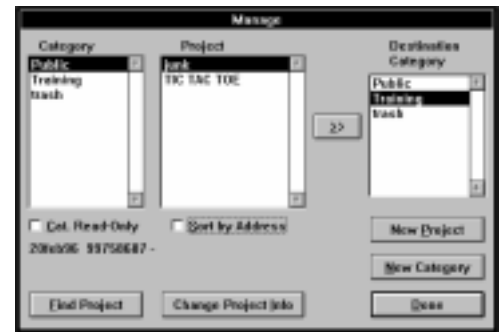 Manage
Category
Public
Training
trash
Project
junk
TIC TAC TOE
Destination
Category
Public
Training
trash
>>
Cat. Read-Only
Sort by Address
New Project
New Category
Find Project
Change Project Info
Done